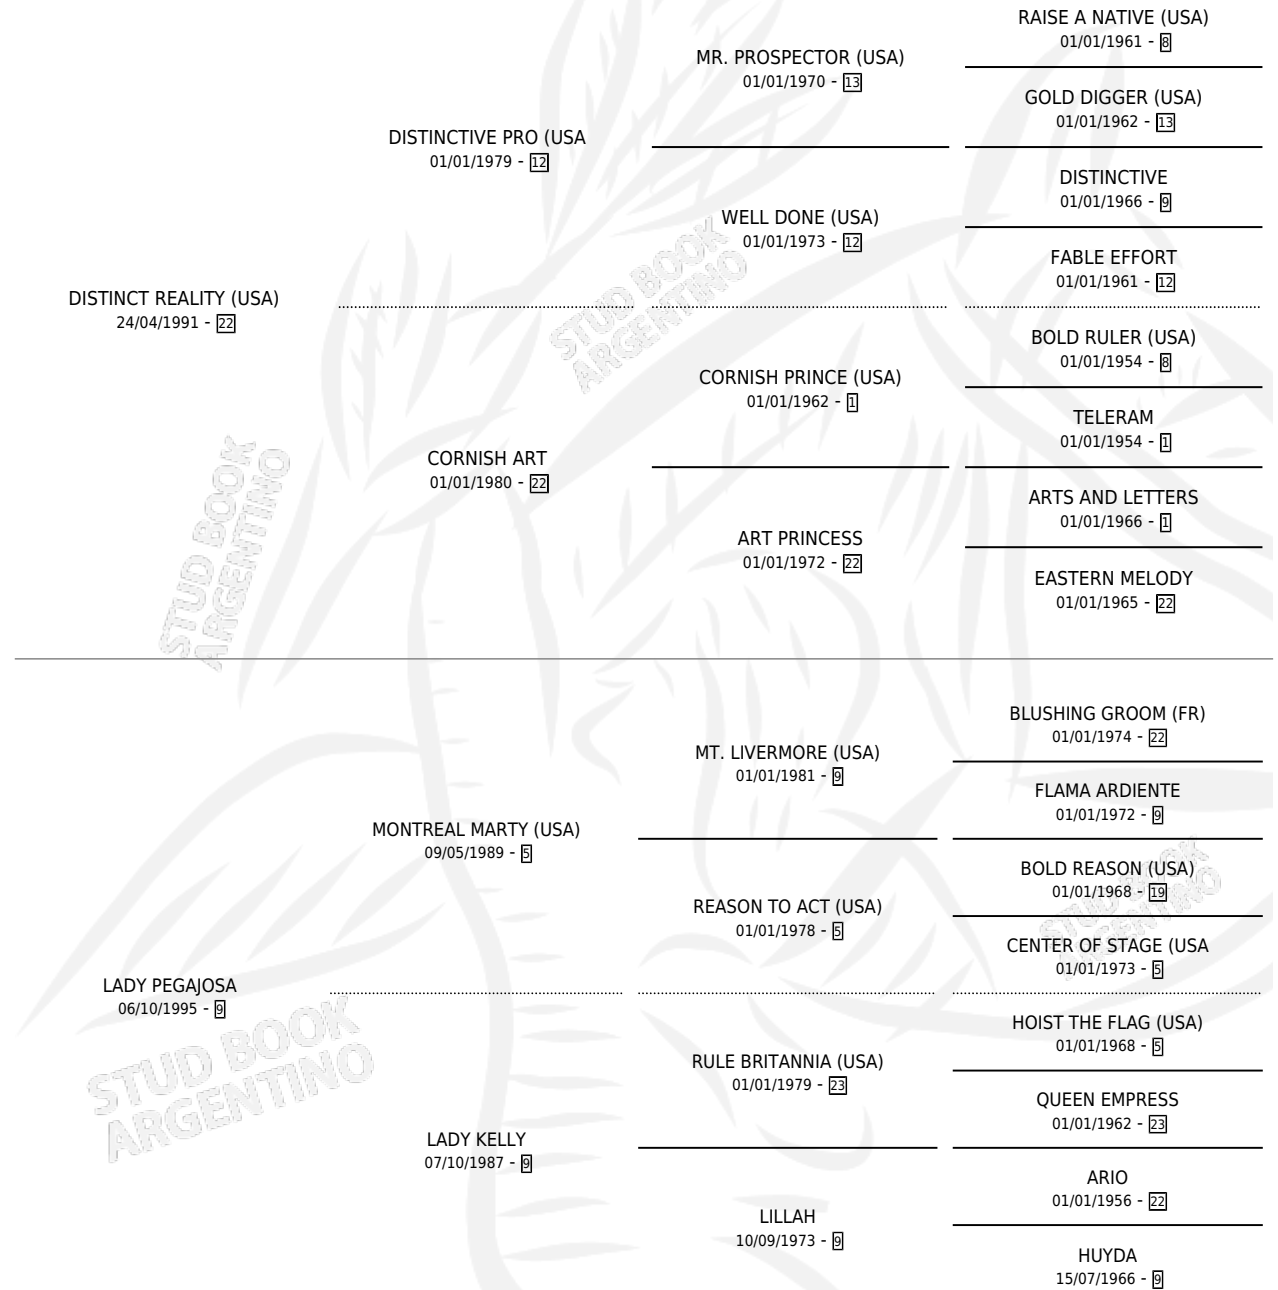 RAISE A NATIVE (USA)
01/01/1961 - 8
MR. PROSPECTOR (USA)
01/01/1970 - 13
GOLD DIGGER (USA)
01/01/1962 - 13
DISTINCTIVE PRO (USA
01/01/1979 - 12
DISTINCTIVE
01/01/1966 - 9
WELL DONE (USA)
01/01/1973 - 12
FABLE EFFORT
01/01/1961 - 12
DISTINCT REALITY (USA)
24/04/1991 - 22
BOLD RULER (USA)
01/01/1954 - 8
CORNISH PRINCE (USA)
01/01/1962 - 1
TELERAM
01/01/1954 - 1
CORNISH ART
01/01/1980 - 22
ARTS AND LETTERS
01/01/1966 - 1
ART PRINCESS
01/01/1972 - 22
EASTERN MELODY
01/01/1965 - 22
BLUSHING GROOM (FR)
01/01/1974 - 22
MT. LIVERMORE (USA)
01/01/1981 - 9
FLAMA ARDIENTE
01/01/1972 - 9
MONTREAL MARTY (USA)
09/05/1989 - 5
BOLD REASON (USA)
01/01/1968 - 19
REASON TO ACT (USA)
01/01/1978 - 5
CENTER OF STAGE (USA
01/01/1973 - 5
LADY PEGAJOSA
06/10/1995 - 9
HOIST THE FLAG (USA)
01/01/1968 - 5
RULE BRITANNIA (USA)
01/01/1979 - 23
QUEEN EMPRESS
01/01/1962 - 23
LADY KELLY
07/10/1987 - 9
ARIO
01/01/1956 - 22
LILLAH
10/09/1973 - 9
HUYDA
15/07/1966 - 9
STUD BOOK
ARGENTINO
STUD BOOK
ARGENTINO
STUD BOOK
ARGENTINO
STUD BOOK
ARGENTINO